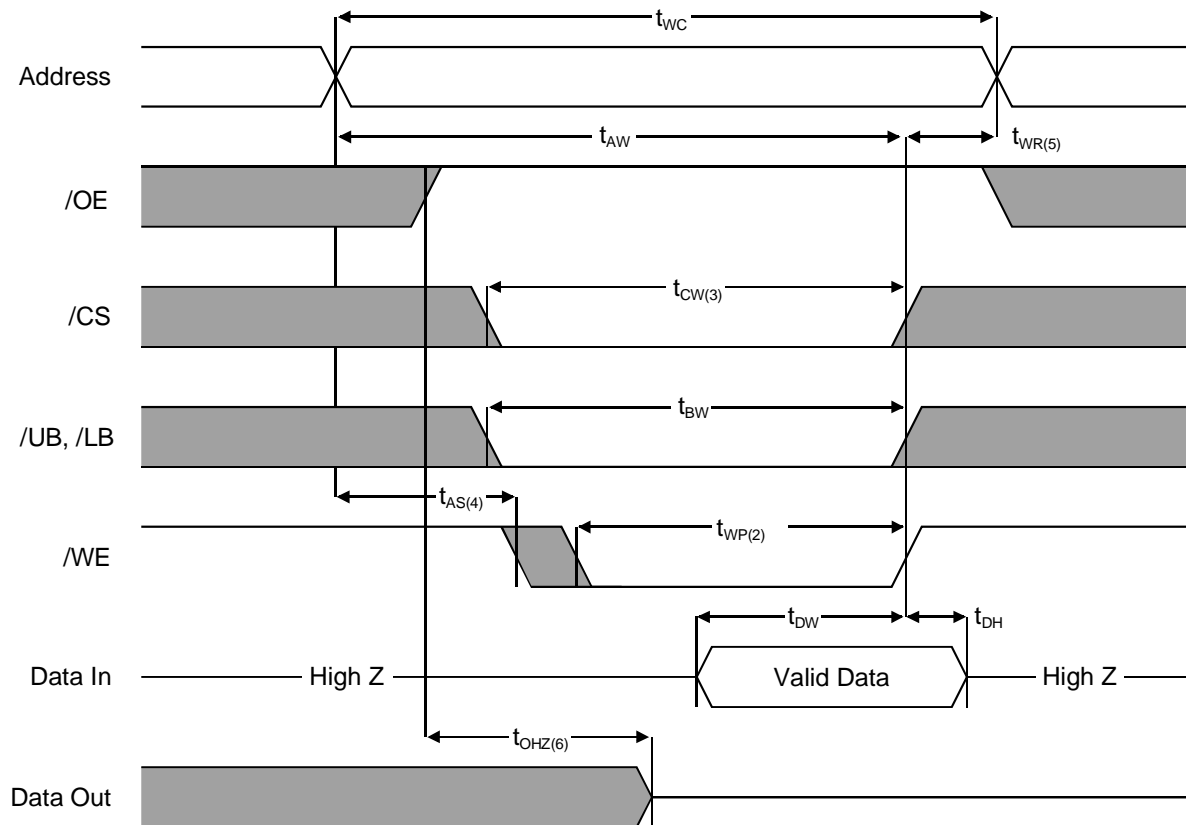 tWC
Address
tAW
tWR(5)
/OE
tCW(3)
/CS
tBW
/UB, /LB
tAS(4)
tWP(2)
/WE
tDW
tDH
Data In
High Z
Valid Data
High Z
tOHZ(6)
Data Out